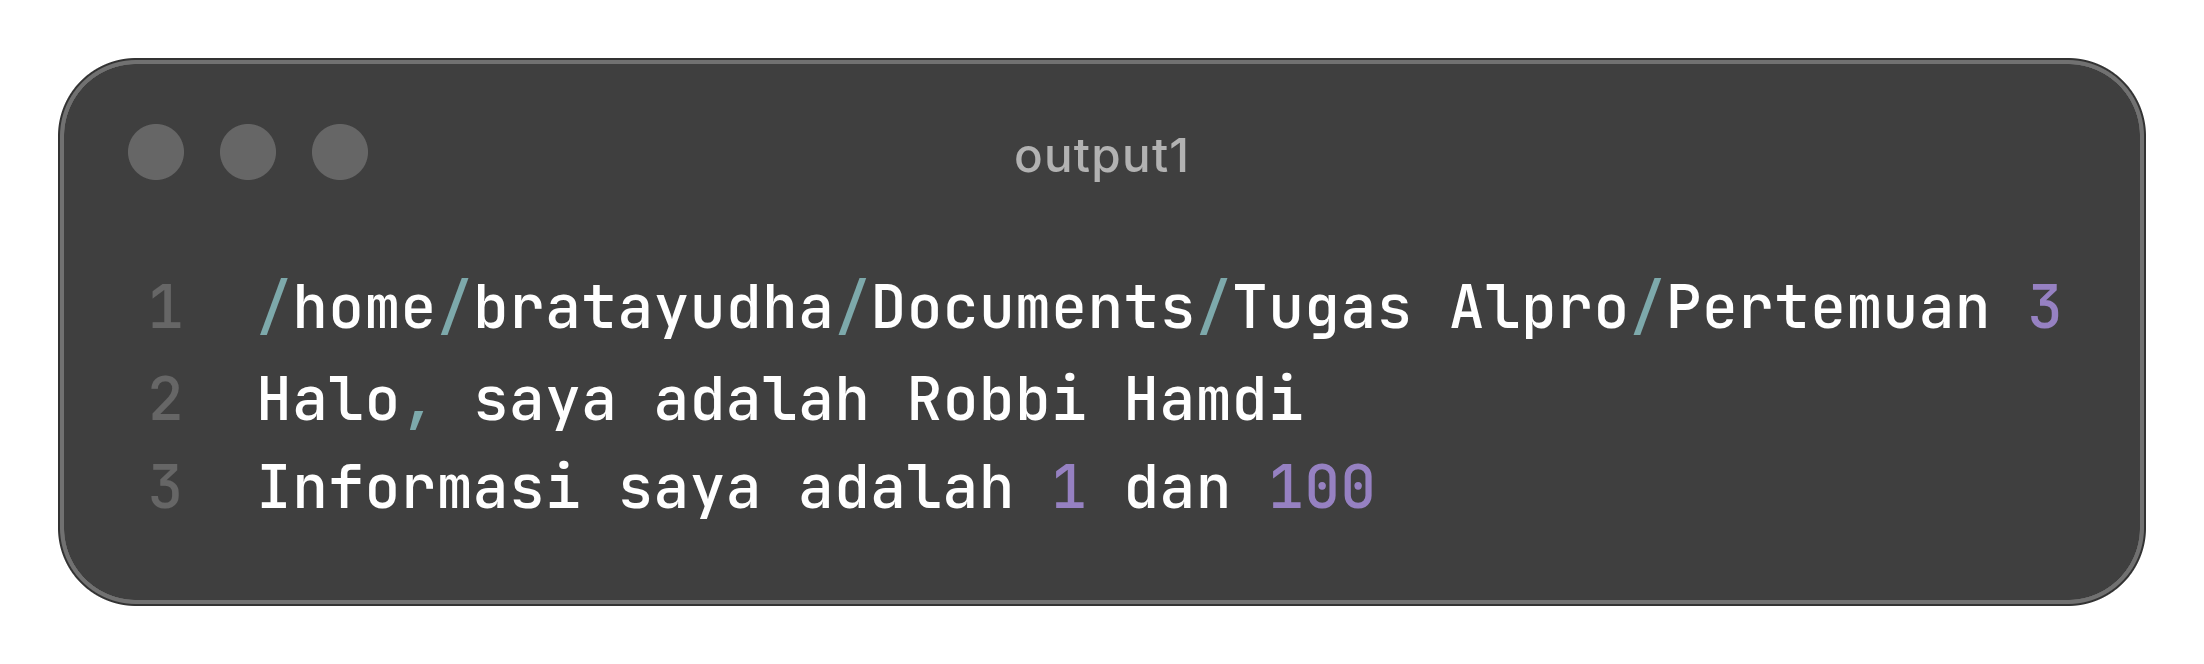 output1
1 /home/bratayudha/Documents/Tugas Alpro/Pertemuan 3
2 Halo, saya adalah Robbi Hamdi
3 Informasi saya adalah 1 dan 100